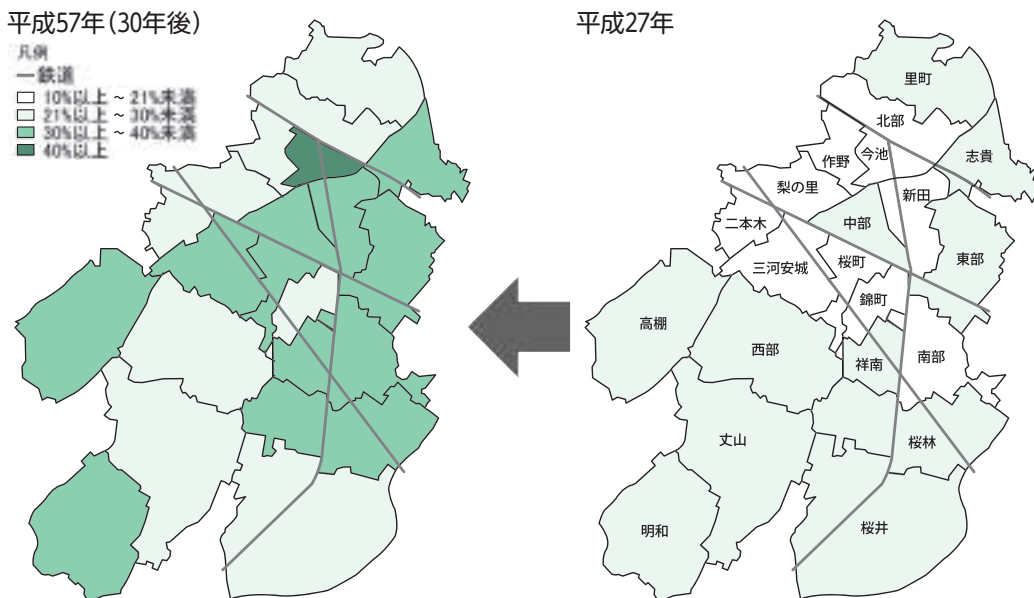 平成57年(30年後)
凡例
鉄道
10%以上 ~ 21%未満
21%以上 ~ 30%未満
30%以上 ~ 40%未満
40%以上
平成27年
里町
北部
志貴
今池
作野
梨の里
新田
二本木
中部
東部
三河安城
桜町
錦町
高棚
西部
祥南
南部
丈山
桜林
明和
桜井